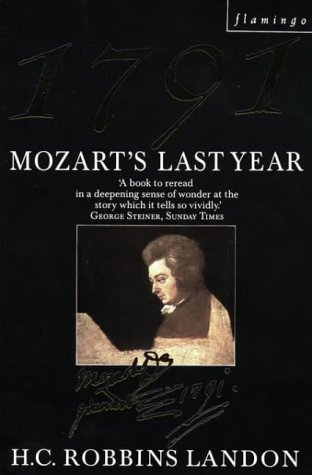 flamingo
1791
MOZART'S LAST YEAR
'A book to reread
in a deepening sense of wonder at the
story which it tells so vividly.'
GEORGE STEINER, SUNDAY TIMES
1791.
H.C. ROBBINS LANDON